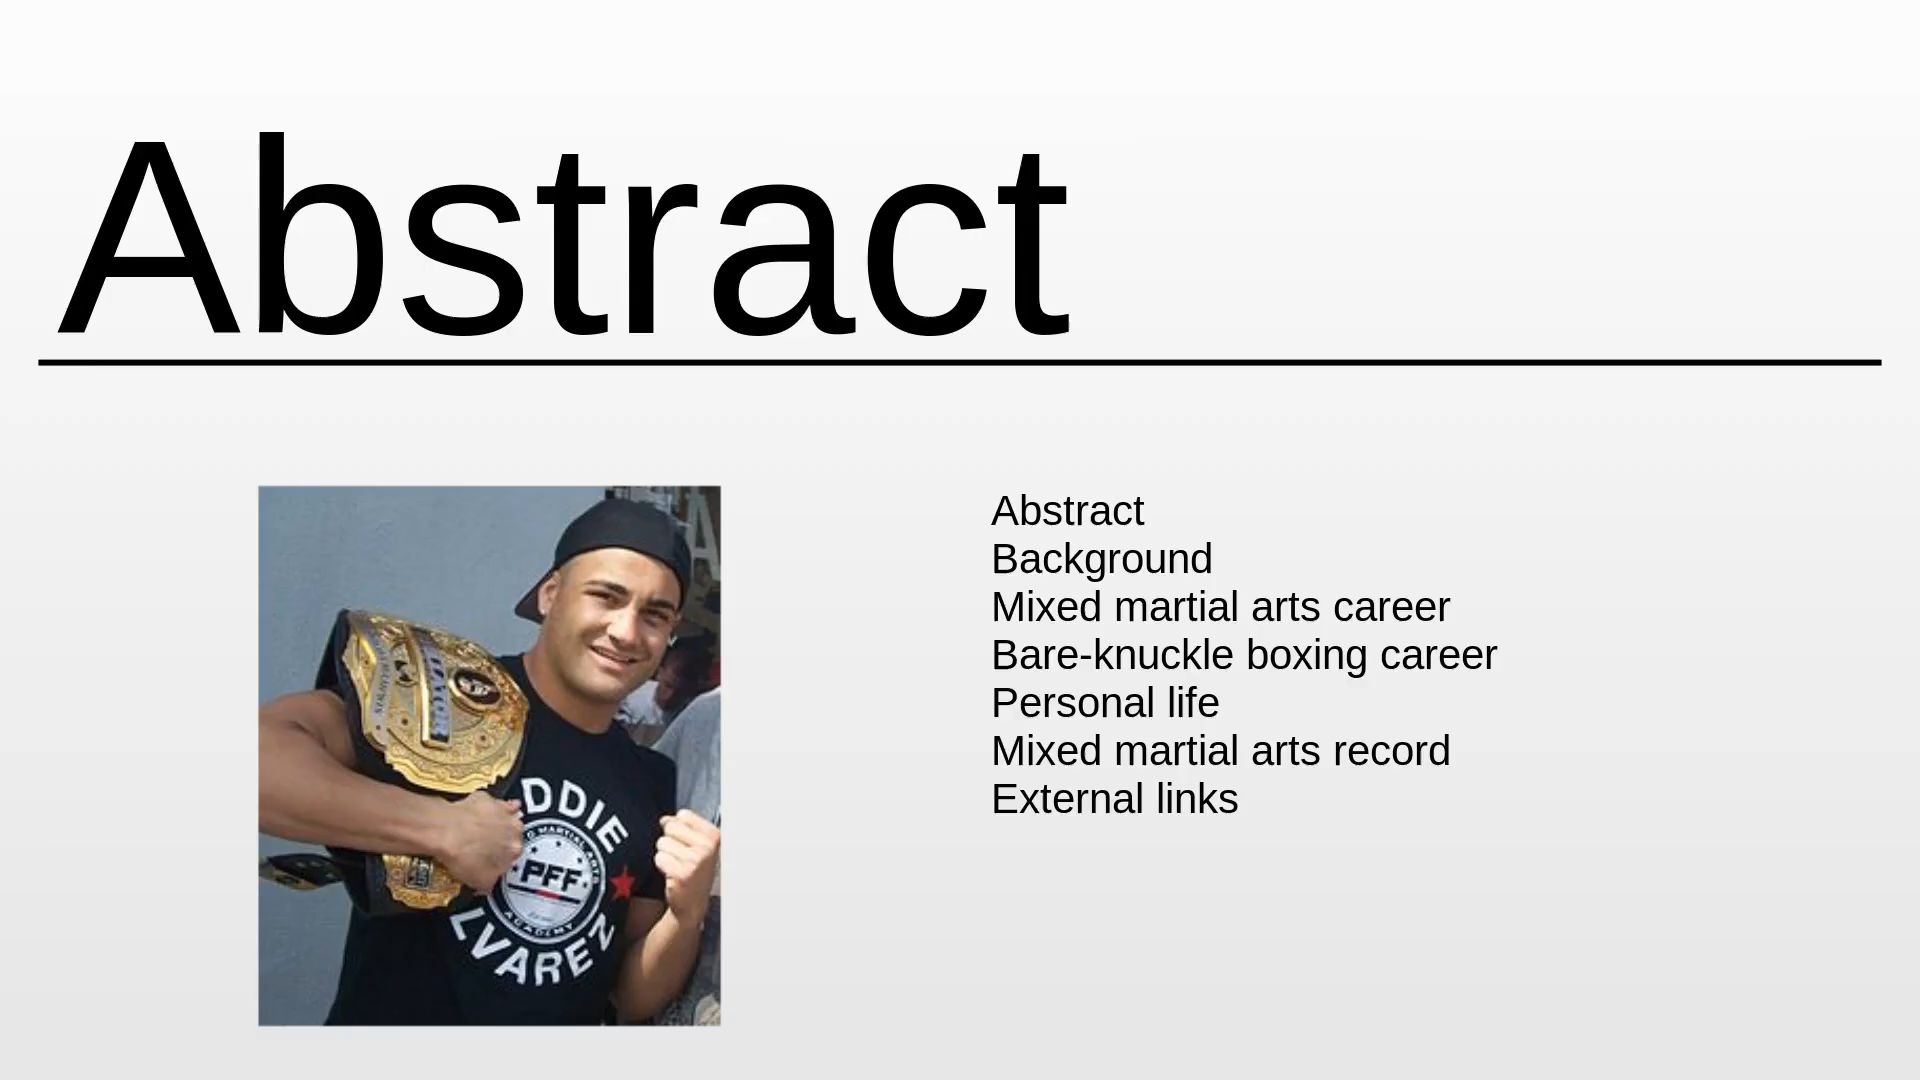 Abstract
Abstract
Background
Mixed martial arts career
Bare-knuckle boxing career
Personal life
Mixed martial arts record
External links
DDIE
PFF
ACADEMY
LVAREZ